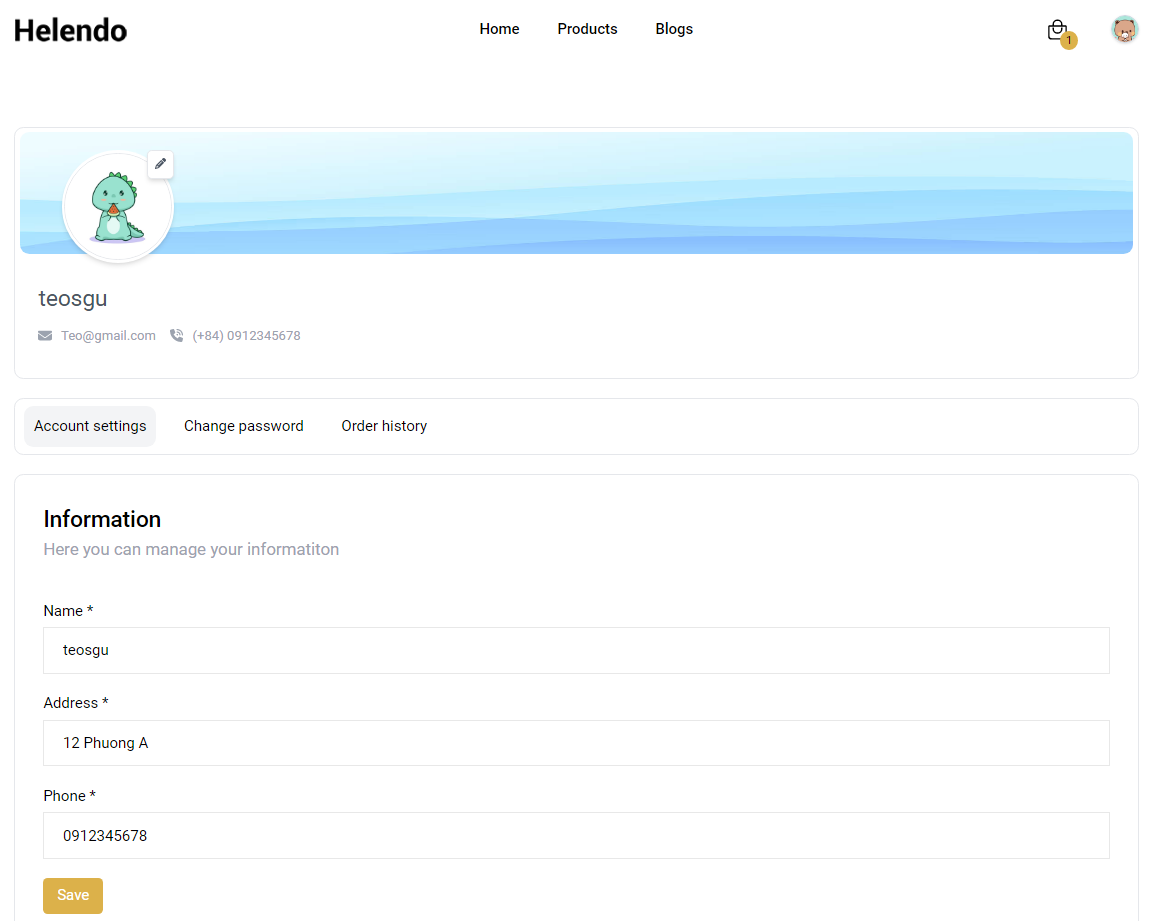 Helendo
Home Products Blogs
1
teosgu
Teo@gmail.com (+84) 0912345678
Account settings Change password Order history
Information
Here you can manage your informatiton
Name *
teosgu
Address *
12 Phuong A
Phone *
0912345678
Save